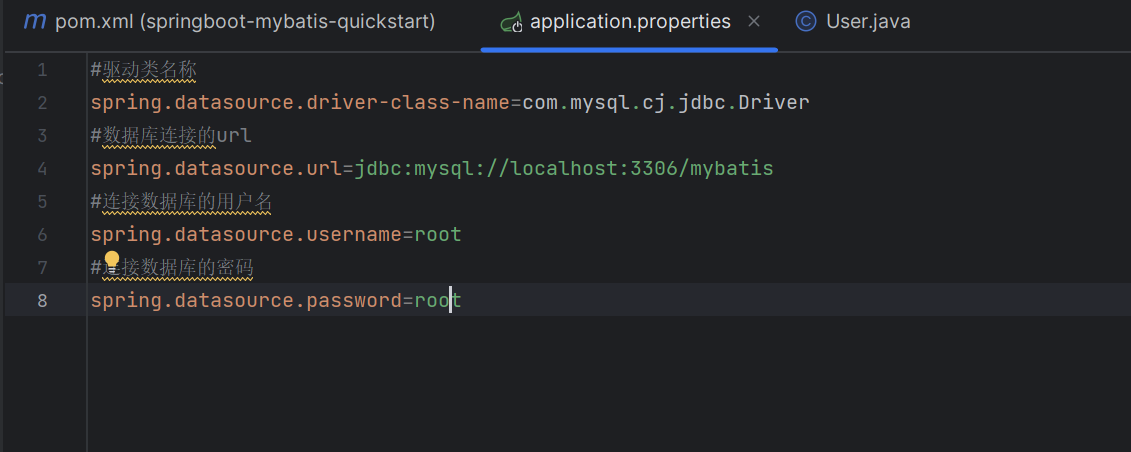 m pom.xml (springboot-mybatis-quickstart) application.properties × © User.java
1 #驱动类名称
2 spring.datasource.driver-class-name=com.mysql.cj.jdbc.Driver
3 #数据库连接的url
4 spring.datasource.url=jdbc:mysql://localhost:3306/mybatis
5 #连接数据库的用户名
6 spring.datasource.username=root
7 #连接数据库的密码
8 spring.datasource.password=root